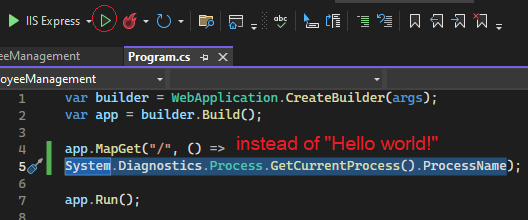 IIS Express
eeManagement
Program.cs
oyeeManagement
1 var builder = WebApplication.CreateBuilder(args);
2 var app = builder.Build();
3
4 app.MapGet("/", () => instead of "Hello world!"
5 System.Diagnostics.Process.GetCurrentProcess().ProcessName);
6
7 app.Run();
8